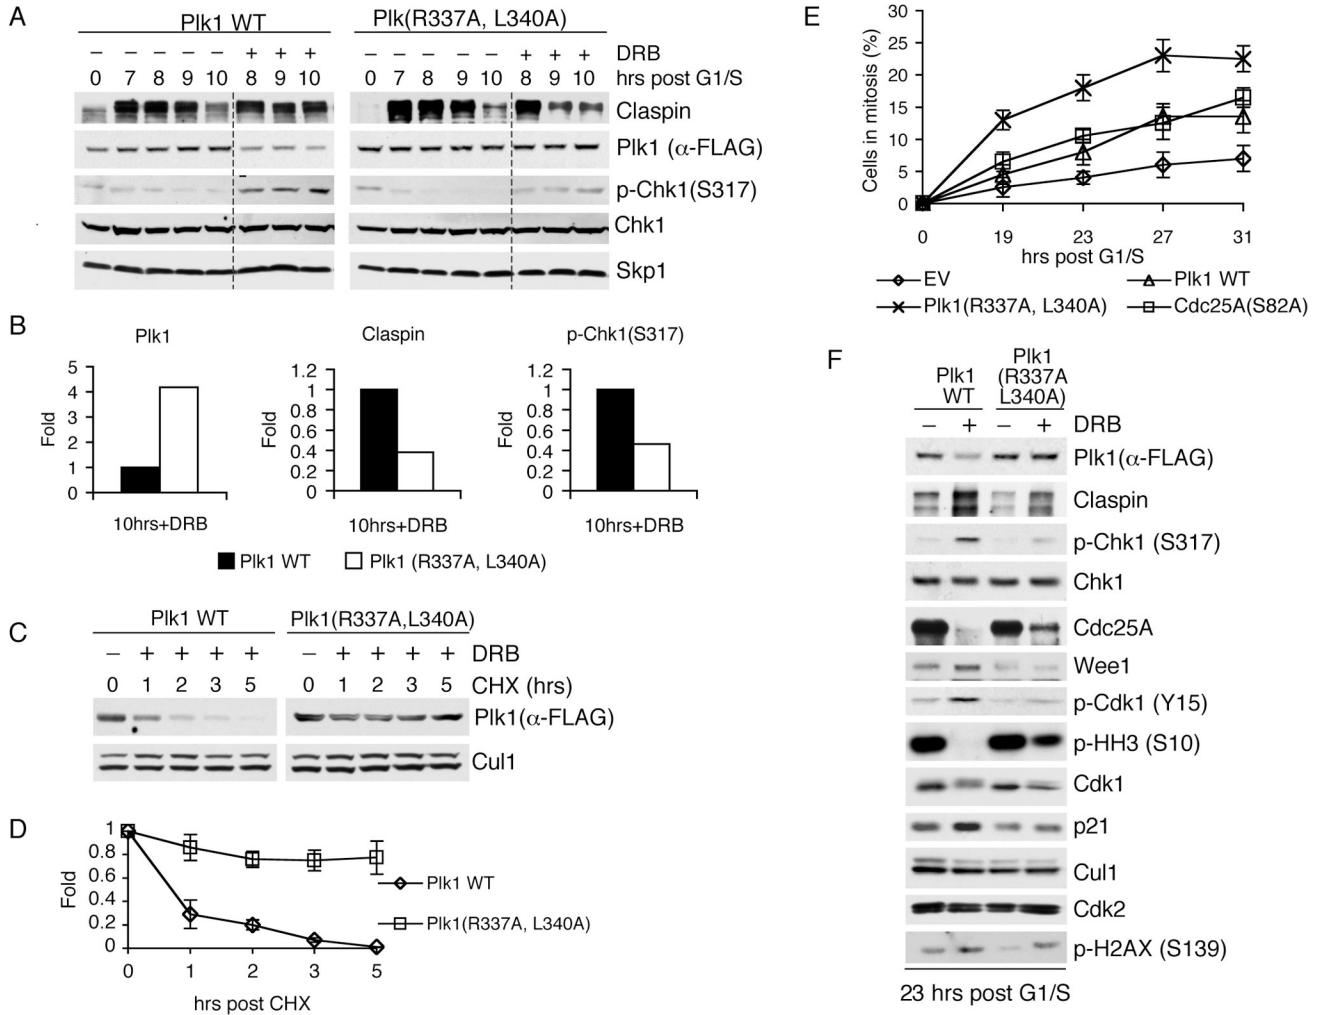 A
Plk1 WT
Plk(R337A, L340A)
– – – – – + + +
– – – – – + + +
DRB
0 7 8 9 10 8 9 10
0 7 8 9 10 8 9 10
hrs post G1/S
Claspin
Plk1 (α-FLAG)
p-Chk1(S317)
Chk1
Skp1
B
Plk1
Fold
5
4
3
2
1
0
10hrs+DRB
Claspin
Fold
1.2
1
0.8
0.6
0.4
0.2
0
10hrs+DRB
p-Chk1(S317)
Fold
1.2
1
0.8
0.6
0.4
0.2
0
10hrs+DRB
Plk1 WT
Plk1 (R337A, L340A)
C
Plk1 WT
Plk1(R337A,L340A)
– + + + +
– + + + +
DRB
0 1 2 3 5
0 1 2 3 5
CHX (hrs)
Plk1(α-FLAG)
Cul1
D
Fold
1
0.8
0.6
0.4
0.2
0
0 1 2 3 5
hrs post CHX
Plk1 WT
Plk1(R337A, L340A)
E
Cells in mitosis (%)
30
25
20
15
10
5
0
0 19 23 27 31
hrs post G1/S
EV
Plk1 WT
Plk1(R337A, L340A)
Cdc25A(S82A)
F
Plk1
WT
Plk1
(R337A
L340A)
– + – +
DRB
Plk1(α-FLAG)
Claspin
p-Chk1 (S317)
Chk1
Cdc25A
Wee1
p-Cdk1 (Y15)
p-HH3 (S10)
Cdk1
p21
Cul1
Cdk2
p-H2AX (S139)
23 hrs post G1/S